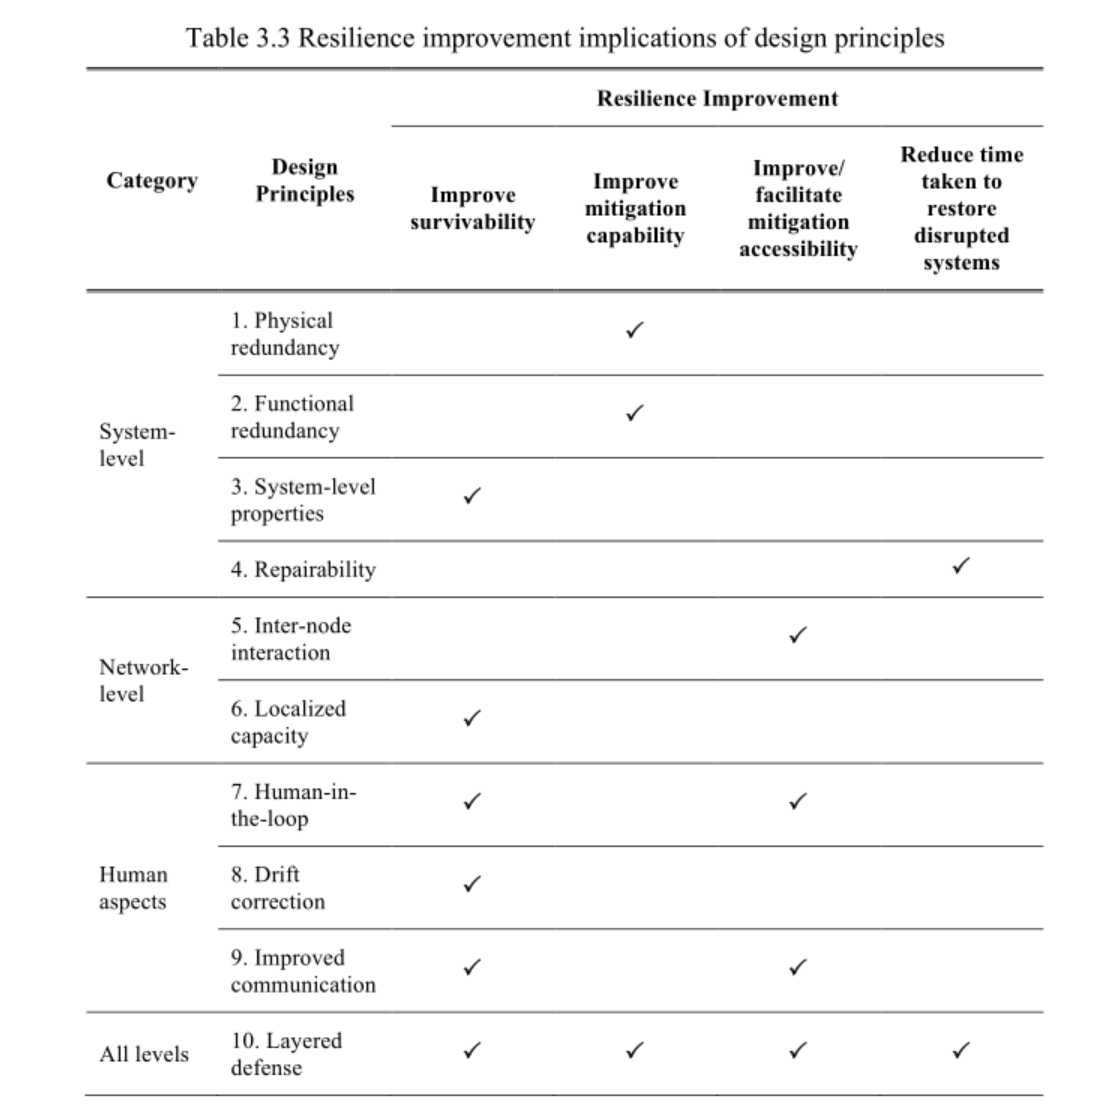 Table 3.3 Resilience improvement implications of design principles
Resilience Improvement
Category
Design
Principles
Improve
survivability
Improve
mitigation
capability
Improve/
facilitate
mitigation
accessibility
Reduce time
taken to
restore
disrupted
systems
System-
level
1. Physical
redundancy
✓
2. Functional
redundancy
✓
3. System-level
properties
✓
4. Repairability
✓
Network-
level
5. Inter-node
interaction
✓
6. Localized
capacity
✓
Human
aspects
7. Human-in-
the-loop
✓ ✓
8. Drift
correction
✓
9. Improved
communication
✓ ✓
All levels
10. Layered
defense
✓ ✓ ✓ ✓